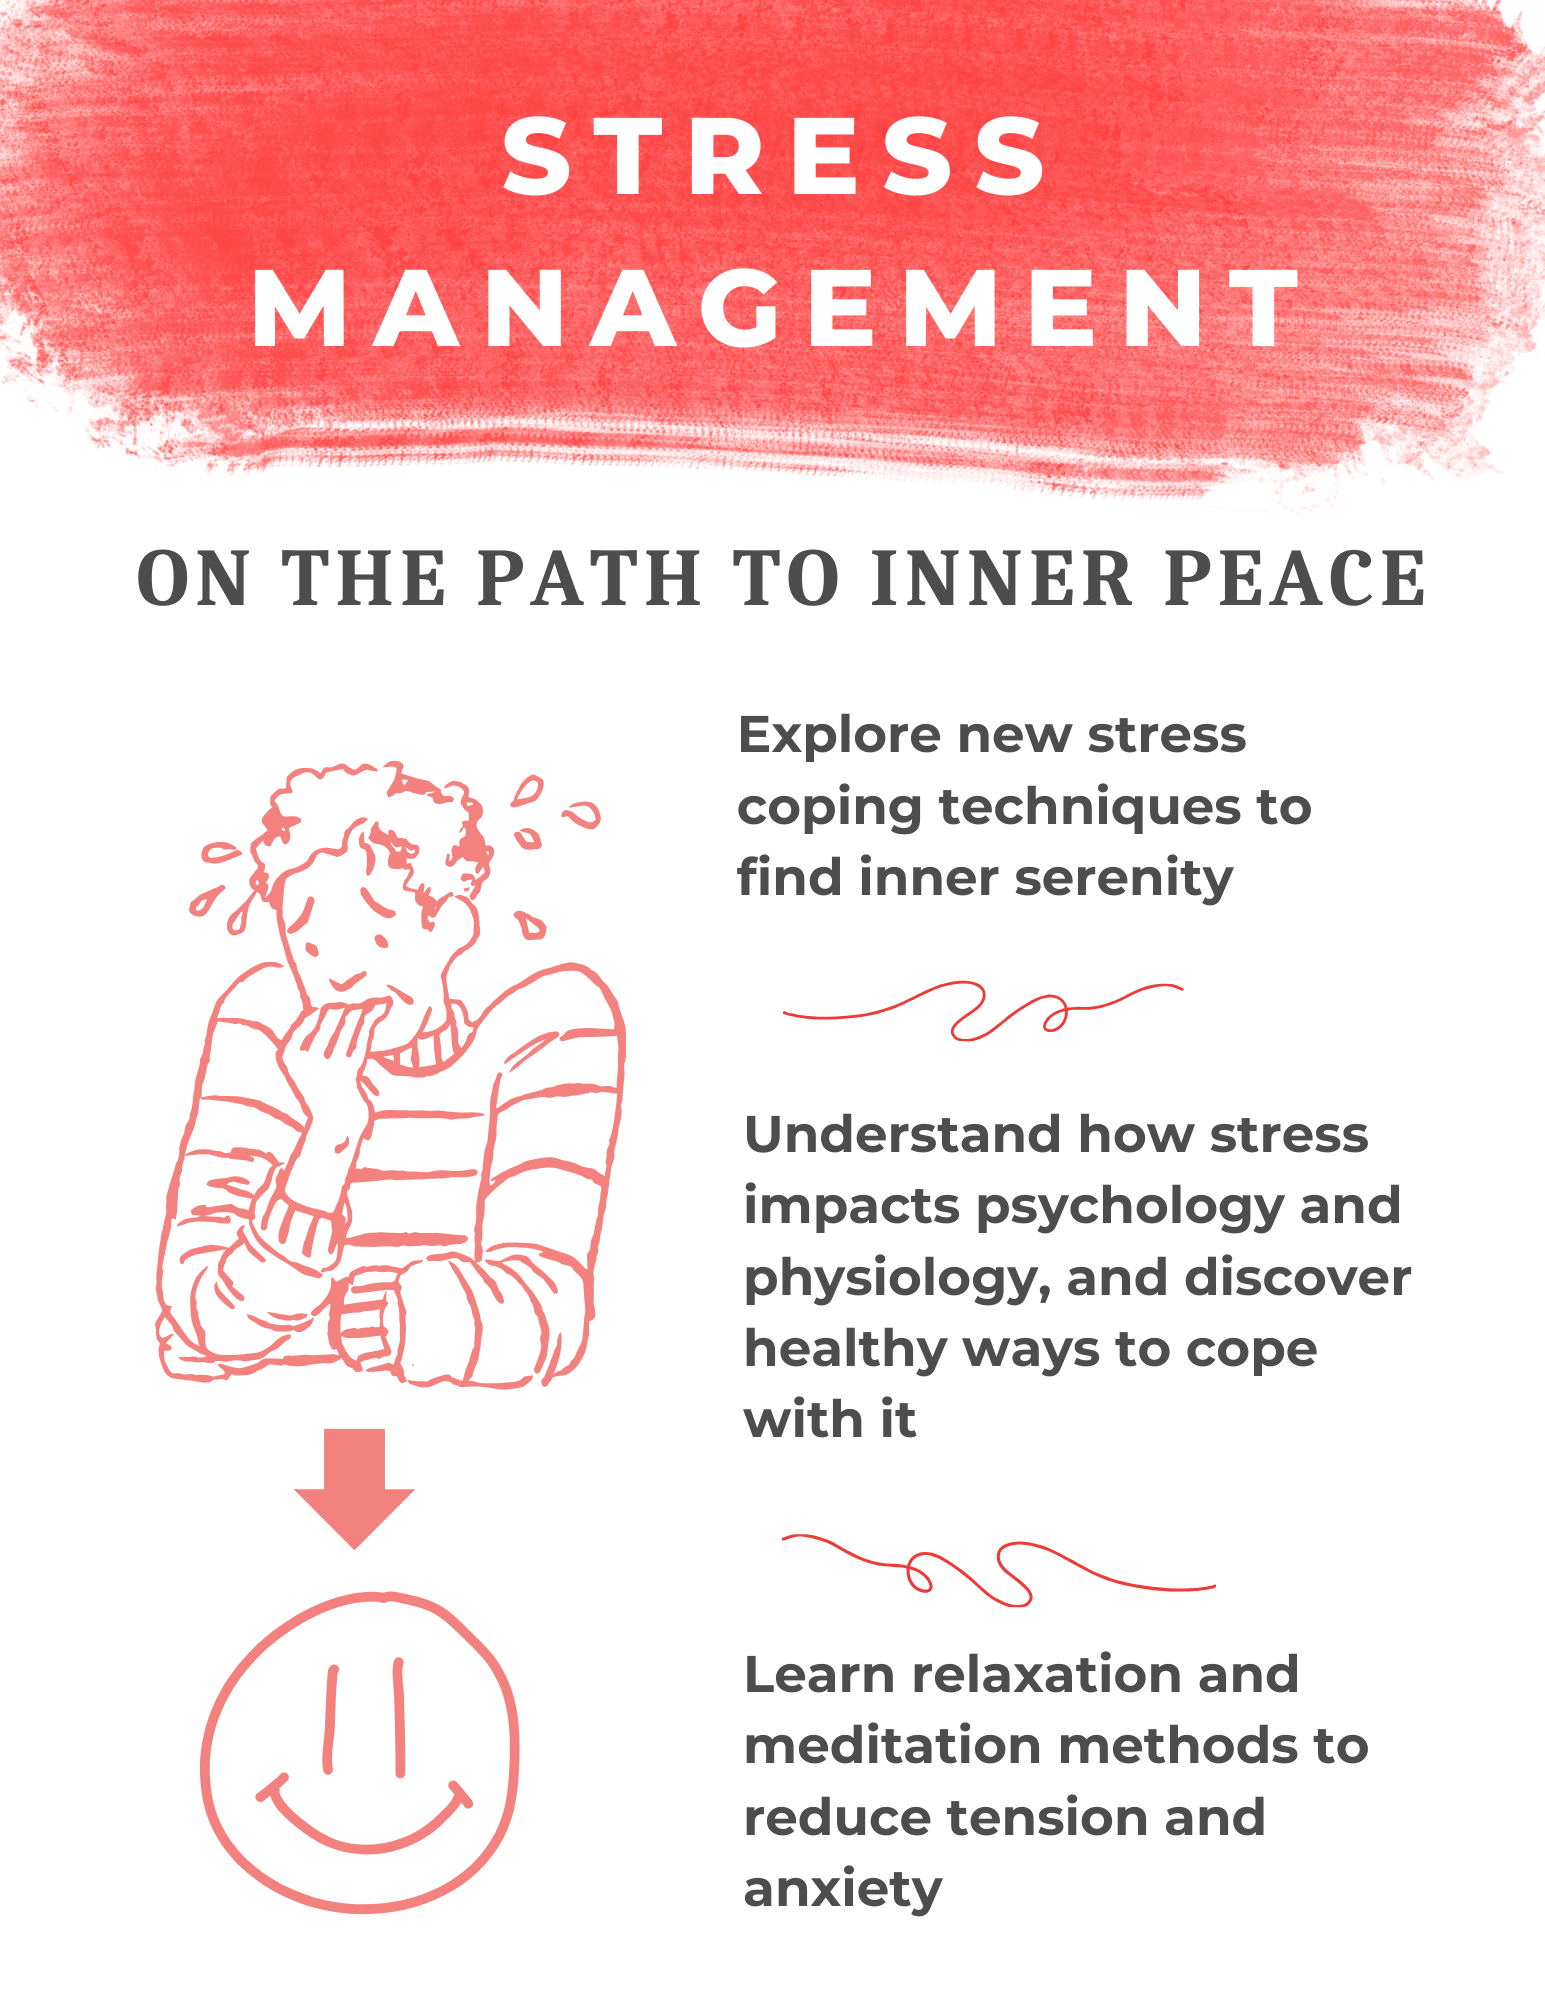 STRESS
MANAGEMENT
ON THE PATH TO INNER PEACE
Explore new stress
coping techniques to
find inner serenity
Understand how stress
impacts psychology and
physiology, and discover
healthy ways to cope
with it
Learn relaxation and
meditation methods to
reduce tension and
anxiety